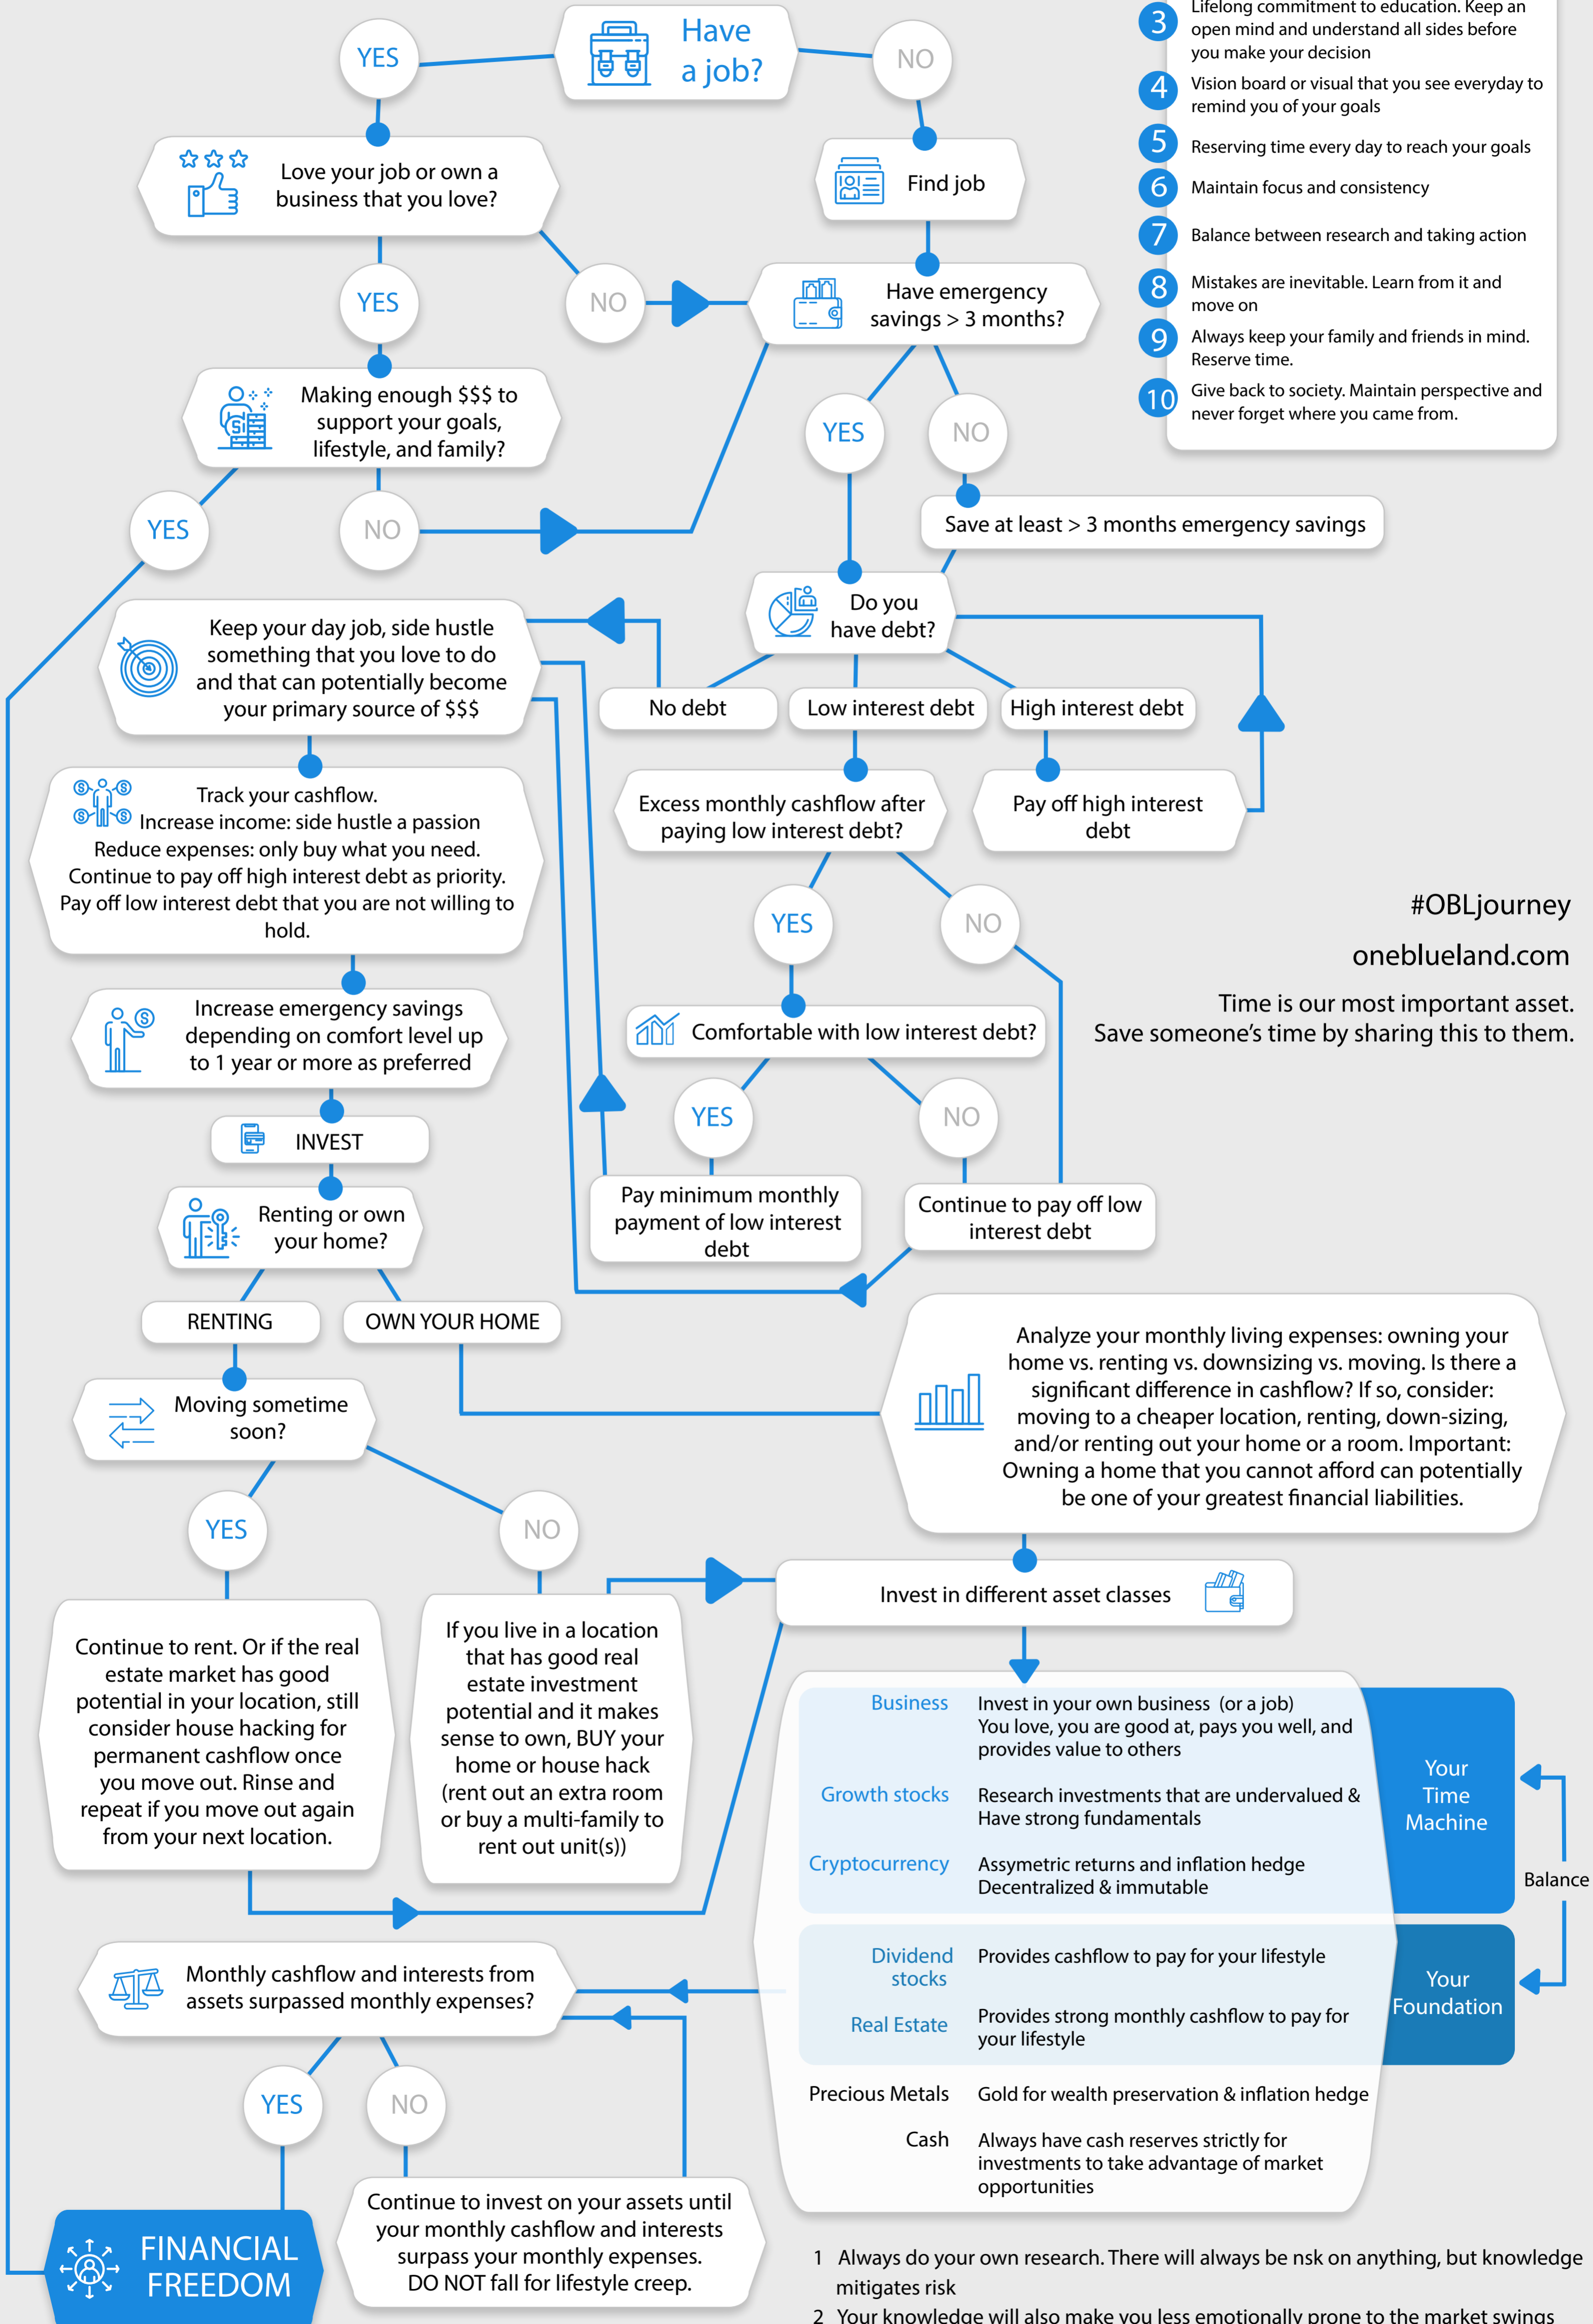 Have
a job?
YES
NO
3
Lifelong commitment to education. Keep an
open mind and understand all sides before
you make your decision
4
Vision board or visual that you see everyday to
remind you of your goals
5
Reserving time every day to reach your goals
6
Maintain focus and consistency
7
Balance between research and taking action
8
Mistakes are inevitable. Learn from it and
move on
9
Always keep your family and friends in mind.
Reserve time.
10
Give back to society. Maintain perspective and
never forget where you came from.
Love your job or own a
business that you love?
Find job
YES
NO
Have emergency
savings > 3 months?
Making enough $$$ to
support your goals,
lifestyle, and family?
YES
NO
YES
NO
Save at least > 3 months emergency savings
Do you
have debt?
Keep your day job, side hustle
something that you love to do
and that can potentially become
your primary source of $$$
No debt
Low interest debt
High interest debt
Track your cashflow.
Increase income: side hustle a passion
Reduce expenses: only buy what you need.
Continue to pay off high interest debt as priority.
Pay off low interest debt that you are not willing to
hold.
Excess monthly cashflow after
paying low interest debt?
Pay off high interest
debt
YES
NO
#OBLjourney
oneblueland.com
Time is our most important asset.
Save someone's time by sharing this to them.
Increase emergency savings
depending on comfort level up
to 1 year or more as preferred
Comfortable with low interest debt?
YES
NO
INVEST
Pay minimum monthly
payment of low interest
debt
Continue to pay off low
interest debt
Renting or own
your home?
RENTING
OWN YOUR HOME
Analyze your monthly living expenses: owning your
home vs. renting vs. downsizing vs. moving. Is there a
significant difference in cashflow? If so, consider:
moving to a cheaper location, renting, down-sizing,
and/or renting out your home or a room. Important:
Owning a home that you cannot afford can potentially
be one of your greatest financial liabilities.
Moving sometime
soon?
YES
NO
Continue to rent. Or if the real
estate market has good
potential in your location, still
consider house hacking for
permanent cashflow once
you move out. Rinse and
repeat if you move out again
from your next location.
If you live in a location
that has good real
estate investment
potential and it makes
sense to own, BUY your
home or house hack
(rent out an extra room
or buy a multi-family to
rent out unit(s))
Invest in different asset classes
Business
Invest in your own business (or a job)
You love, you are good at, pays you well, and
provides value to others
Growth stocks
Research investments that are undervalued &
Have strong fundamentals
Cryptocurrency
Assymetric returns and inflation hedge
Decentralized & immutable
Your
Time
Machine
Balance
Dividend
stocks
Provides cashflow to pay for your lifestyle
Real Estate
Provides strong monthly cashflow to pay for
your lifestyle
Your
Foundation
Precious Metals
Gold for wealth preservation & inflation hedge
Cash
Always have cash reserves strictly for
investments to take advantage of market
opportunities
Monthly cashflow and interests from
assets surpassed monthly expenses?
YES
NO
Continue to invest on your assets until
your monthly cashflow and interests
surpass your monthly expenses.
DO NOT fall for lifestyle creep.
FINANCIAL
FREEDOM
1 Always do your own research. There will always be nsk on anything, but knowledge
mitigates risk
2 Your knowledge will also make you less emotionally prone to the market swings